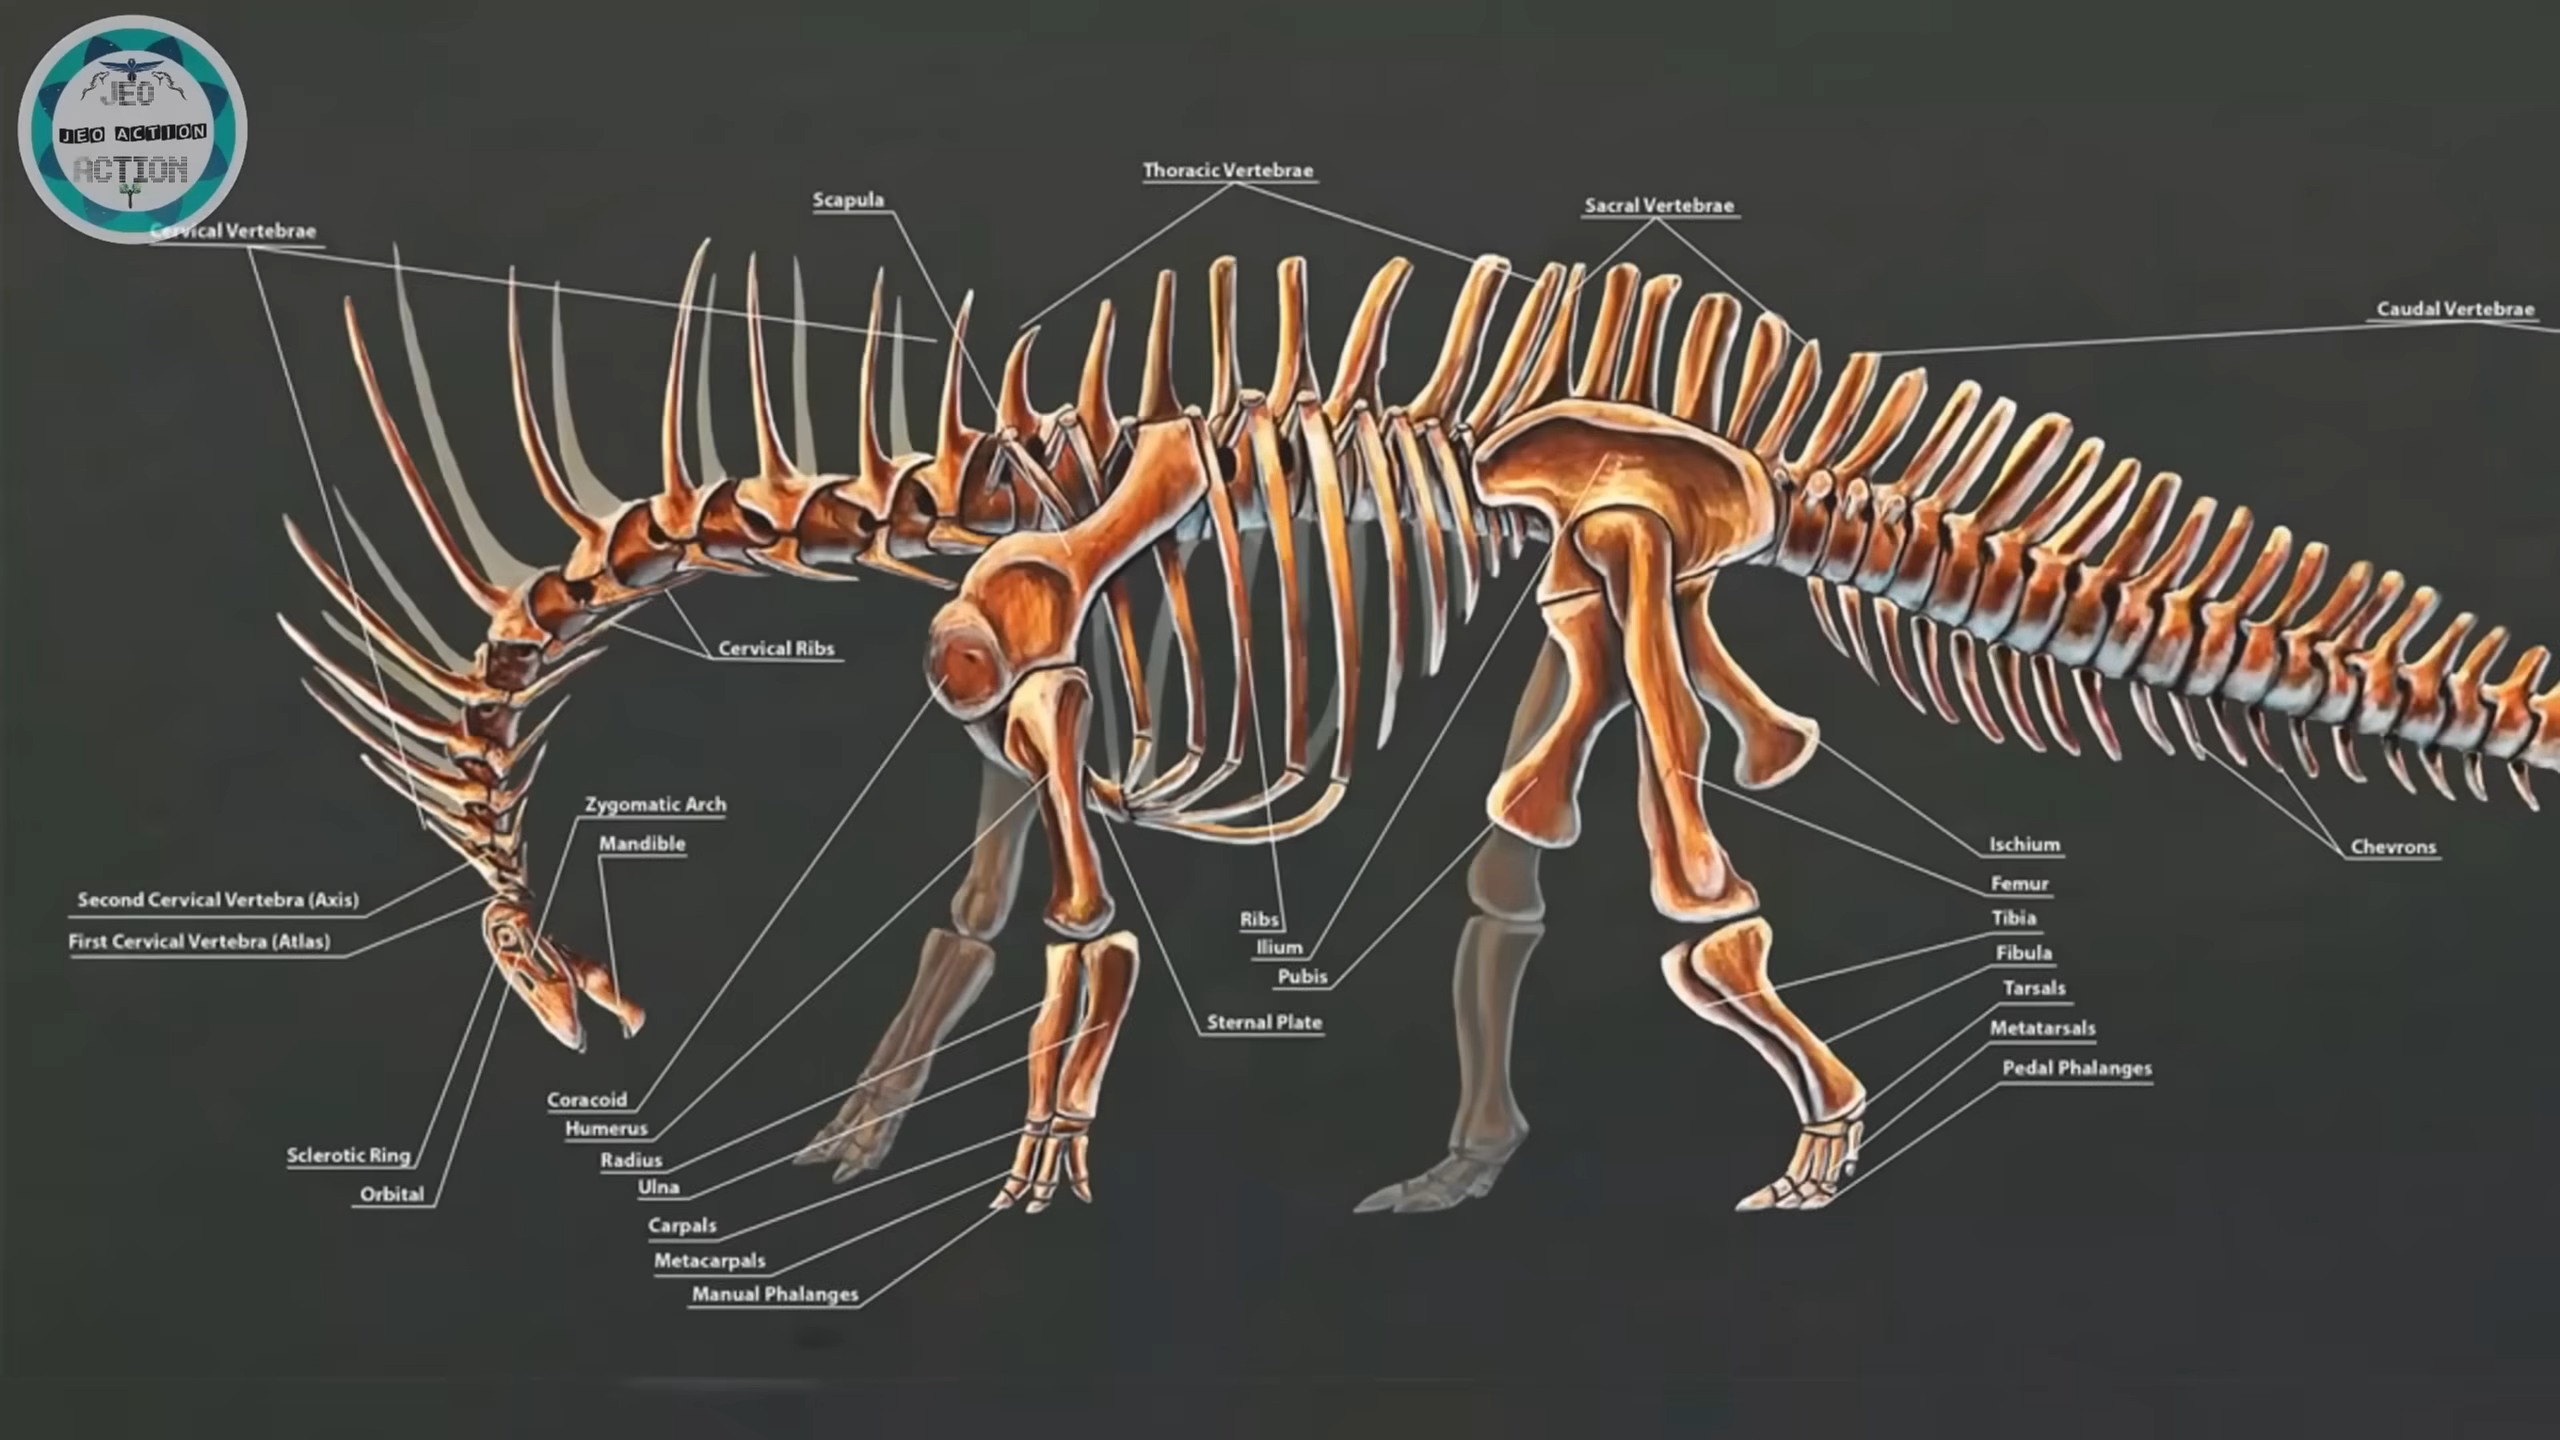 JEO
JEO ACTION
ACTION
Thoracic Vertebrae
Scapula
Sacral Vertebrae
Cervical Vertebrae
Caudal Vertebrae
Cervical Ribs
Zygomatic Arch
Mandible
Ischium
Chevrons
Femur
Second Cervical Vertebra (Axis)
Ribs
Tibia
First Cervical Vertebra (Atlas)
Ilium
Fibula
Pubis
Tarsals
Sternal Plate
Metatarsals
Pedal Phalanges
Coracoid
Humerus
Sclerotic Ring
Radius
Ulna
Orbital
Carpals
Metacarpals
Manual Phalanges